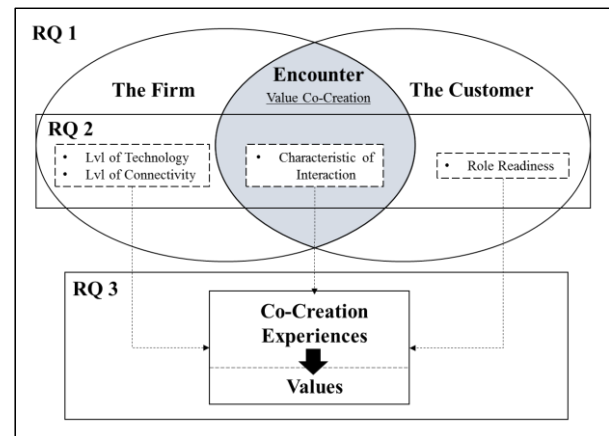 RQ 1
The Firm
Encounter
Value Co-Creation
The Customer
RQ 2
• Lvl of Technology
• Lvl of Connectivity
• Characteristic of
Interaction
• Role Readiness
RQ 3
Co-Creation
Experiences
Values